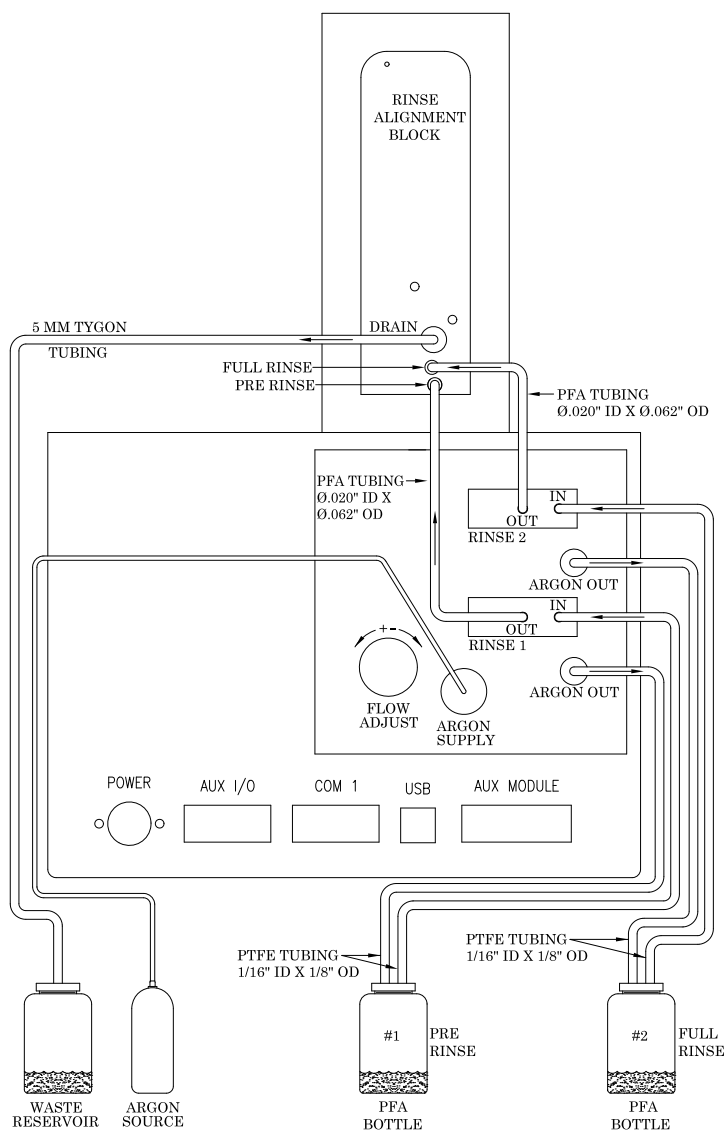 RINSE
ALIGNMENT
BLOCK
5 MM TYGON
TUBING
DRAIN
FULL RINSE
PRE RINSE
PFA TUBING
Ø.020" ID X Ø.062" OD
PFA TUBING
Ø.020" ID X
Ø.062" OD
IN
OUT
RINSE 2
ARGON OUT
IN
OUT
RINSE 1
+-
ARGON OUT
FLOW
ADJUST
ARGON
SUPPLY
POWER
AUX I/O
COM 1
USB
AUX MODULE
PTFE TUBING
1/16" ID X 1/8" OD
PTFE TUBING
1/16" ID X 1/8" OD
#1
PRE
RINSE
#2
FULL
RINSE
WASTE
RESERVOIR
ARGON
SOURCE
PFA
BOTTLE
PFA
BOTTLE